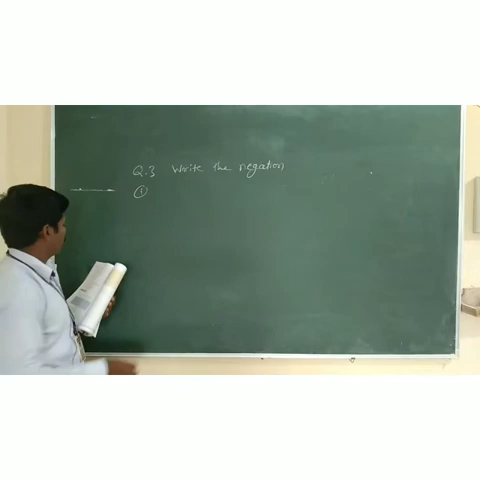 Q.3 Write the negation
①